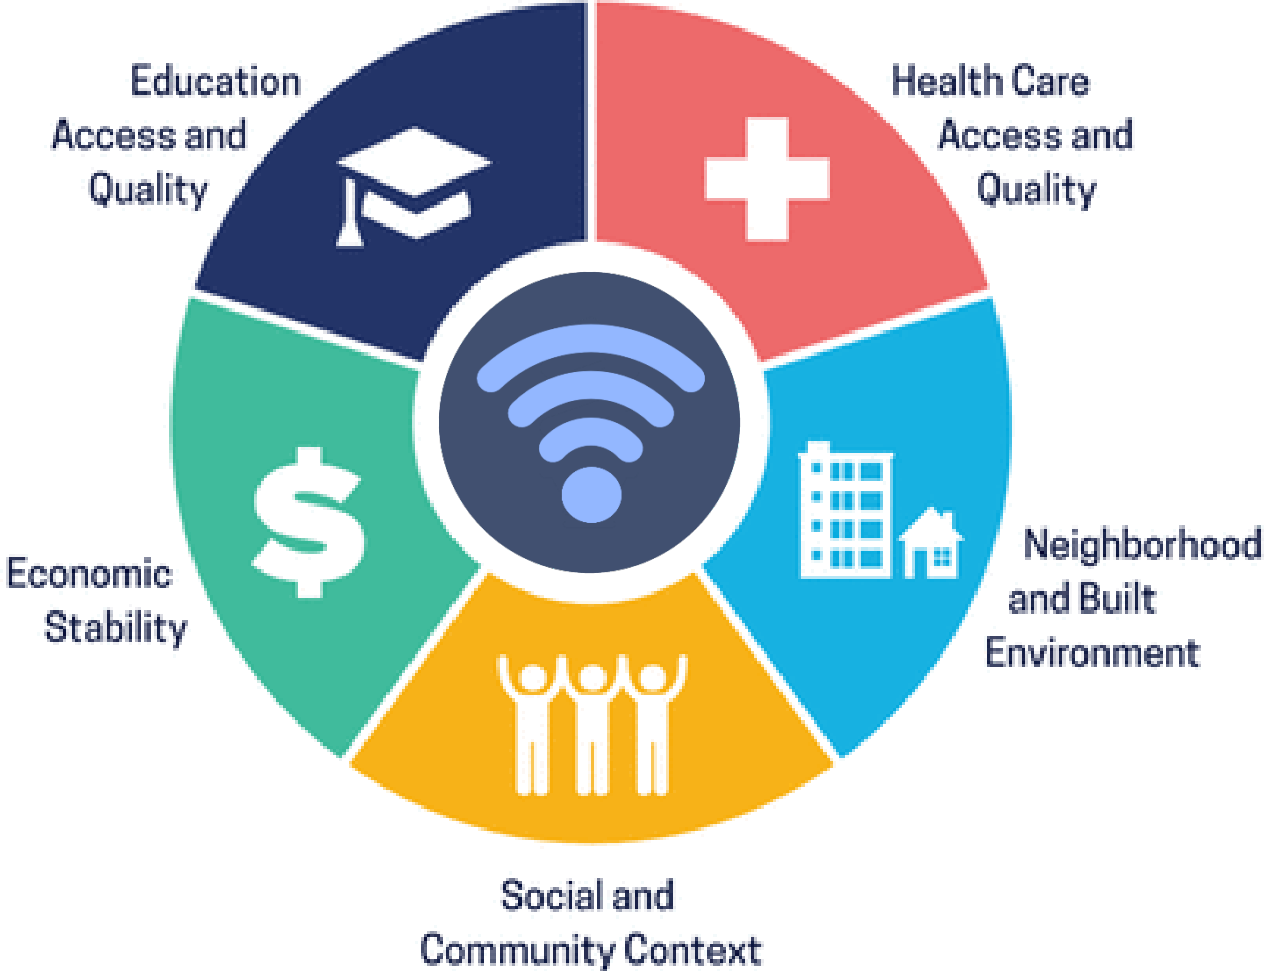 Education
Access and
Quality
Health Care
Access and
Quality
Economic
Stability
Neighborhood
and Built
Environment
Social and
Community Context